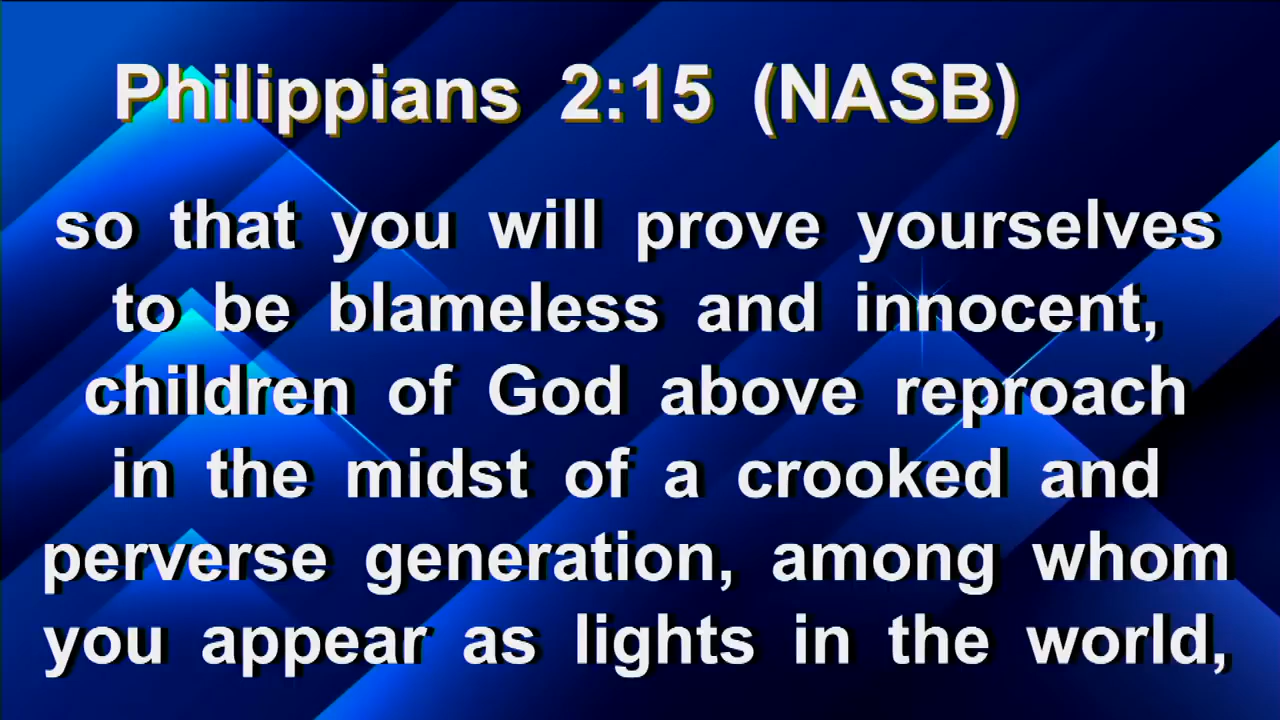 Philippians 2:15 (NASB)
so that you will prove yourselves
to be blameless and innocent,
children of God above reproach
in the midst of a crooked and
perverse generation, among whom
you appear as lights in the world,